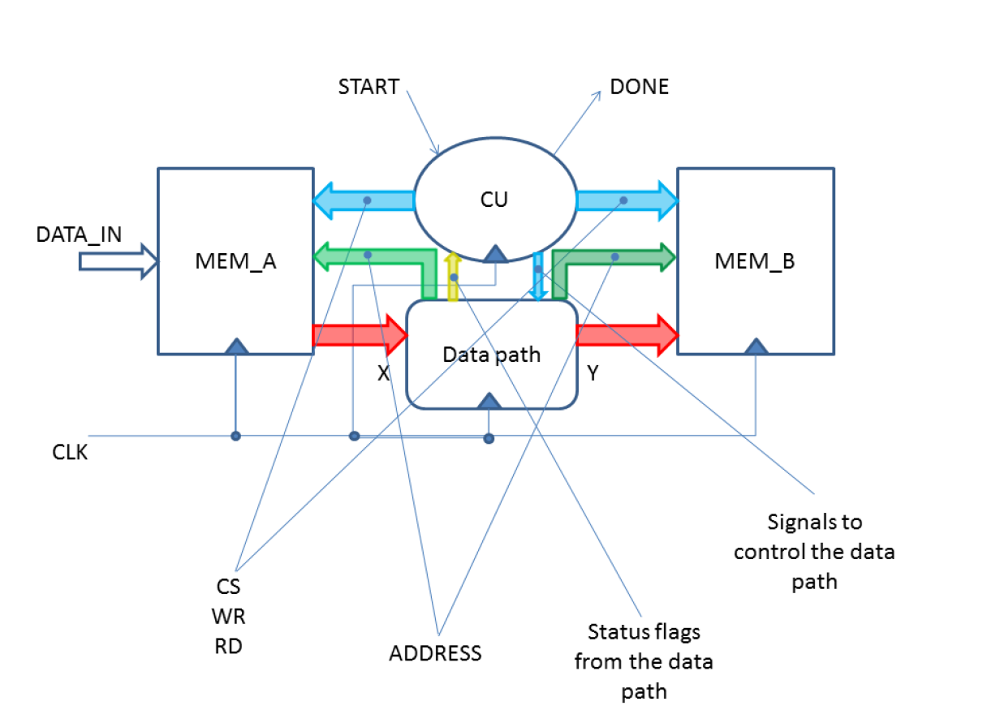 START
DONE
CU
DATA_IN
MEM_A
MEM_B
Data path
X
Y
CLK
Signals to
control the data
path
CS
WR
RD
ADDRESS
Status flags
from the data
path